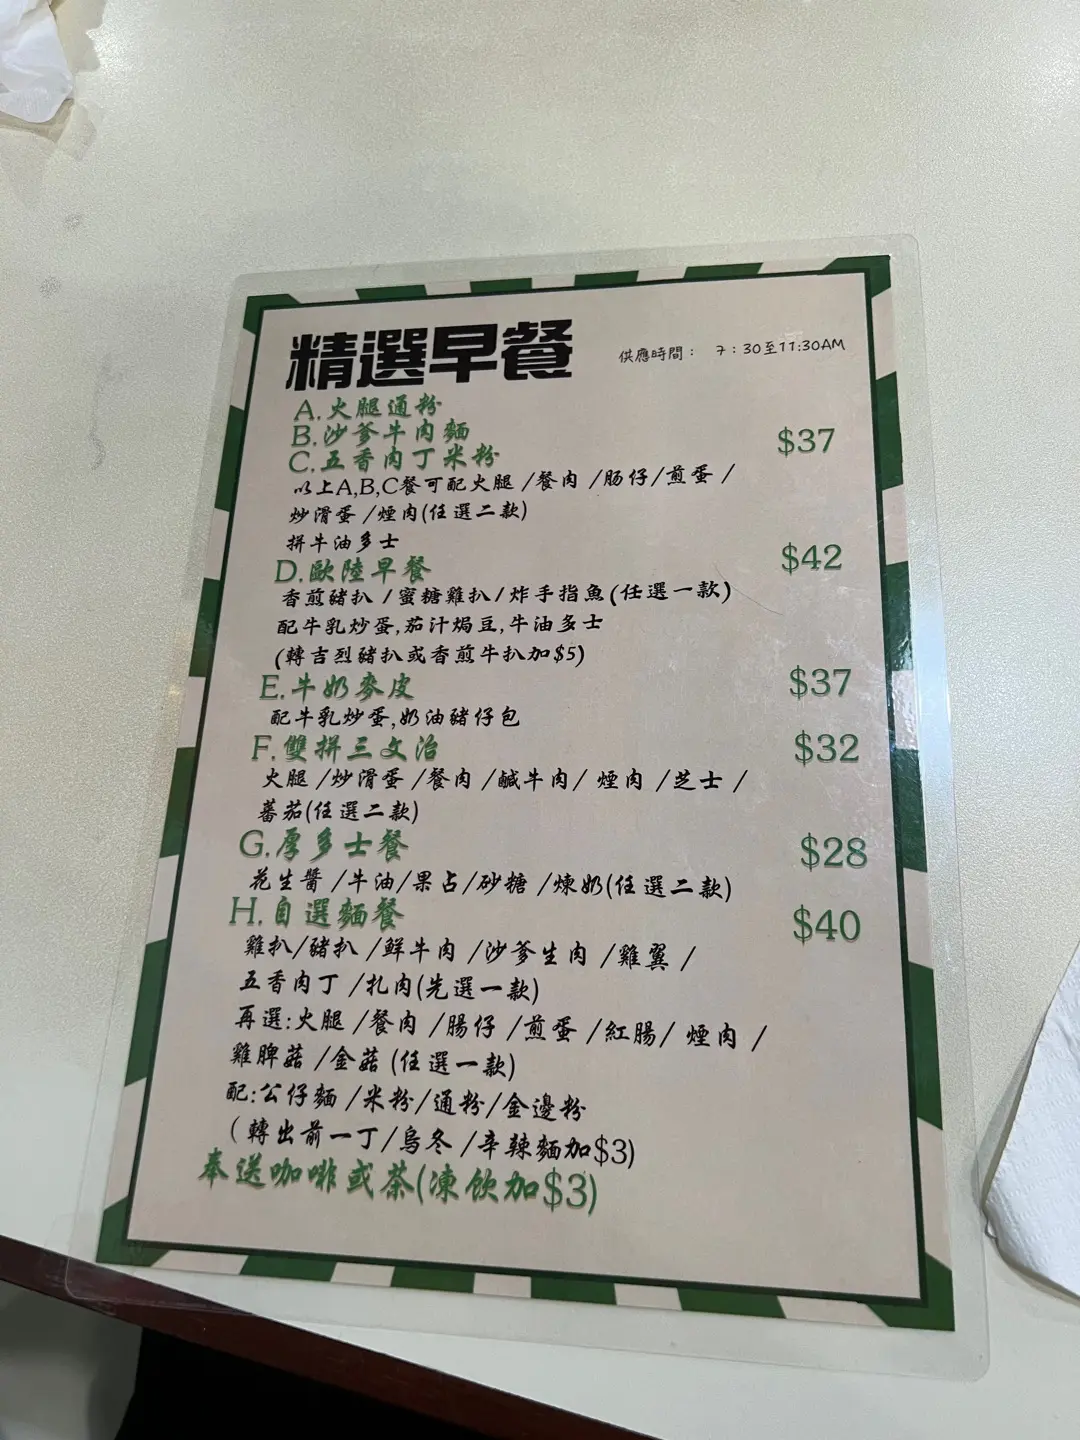 精選早餐 供應時間： 7：30至11:30AM
A.火腿通粉
B.沙爹牛肉麵 $37
C.五香肉丁米粉
以上A,B,C餐可配火腿 /餐肉 /肠仔/煎蛋 /
炒滑蛋 /煙肉(任選二款)
拼牛油多士
D.歐陸早餐 $42
香煎豬扒 /蜜糖雞扒/炸手指魚(任選一款)
配牛乳炒蛋,茄汁焗豆,牛油多士
(轉吉烈豬扒或香煎牛扒加$5)
E.牛奶麥皮 $37
配牛乳炒蛋,奶油豬仔包
F.雙拼三文治 $32
火腿 /炒滑蛋 /餐肉 /鹹牛肉/ 煙肉 /芝士 /
蕃茄(任選二款)
G.厚多士餐 $28
花生醬 /牛油/果占/砂糖 /煉奶(任選二款)
H.自選麵餐 $40
雞扒/豬扒 /鮮牛肉 /沙爹生肉 /雞翼 /
五香肉丁 /扎肉(先選一款)
再選:火腿 /餐肉 /腸仔 /煎蛋 /紅腸/ 煙肉 /
雞脾菇 /金菇 (任選一款)
配:公仔麵 /米粉/通粉/金邊粉
(轉出前一丁/烏冬 /辛辣麵加$3)
奉送咖啡或茶(凍飲加$3)